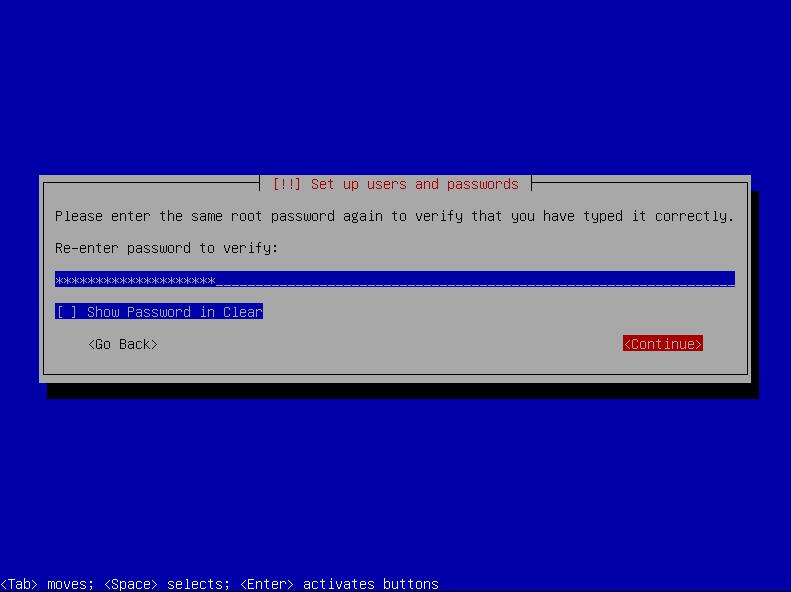 [!!] Set up users and passwords
Please enter the same root password again to verify that you have typed it correctly.
Re-enter password to verify:
********************_________________________________________________________________
[ ] Show Password in Clear
<Go Back> <Continue>
<Tab> moves; <Space> selects; <Enter> activates buttons